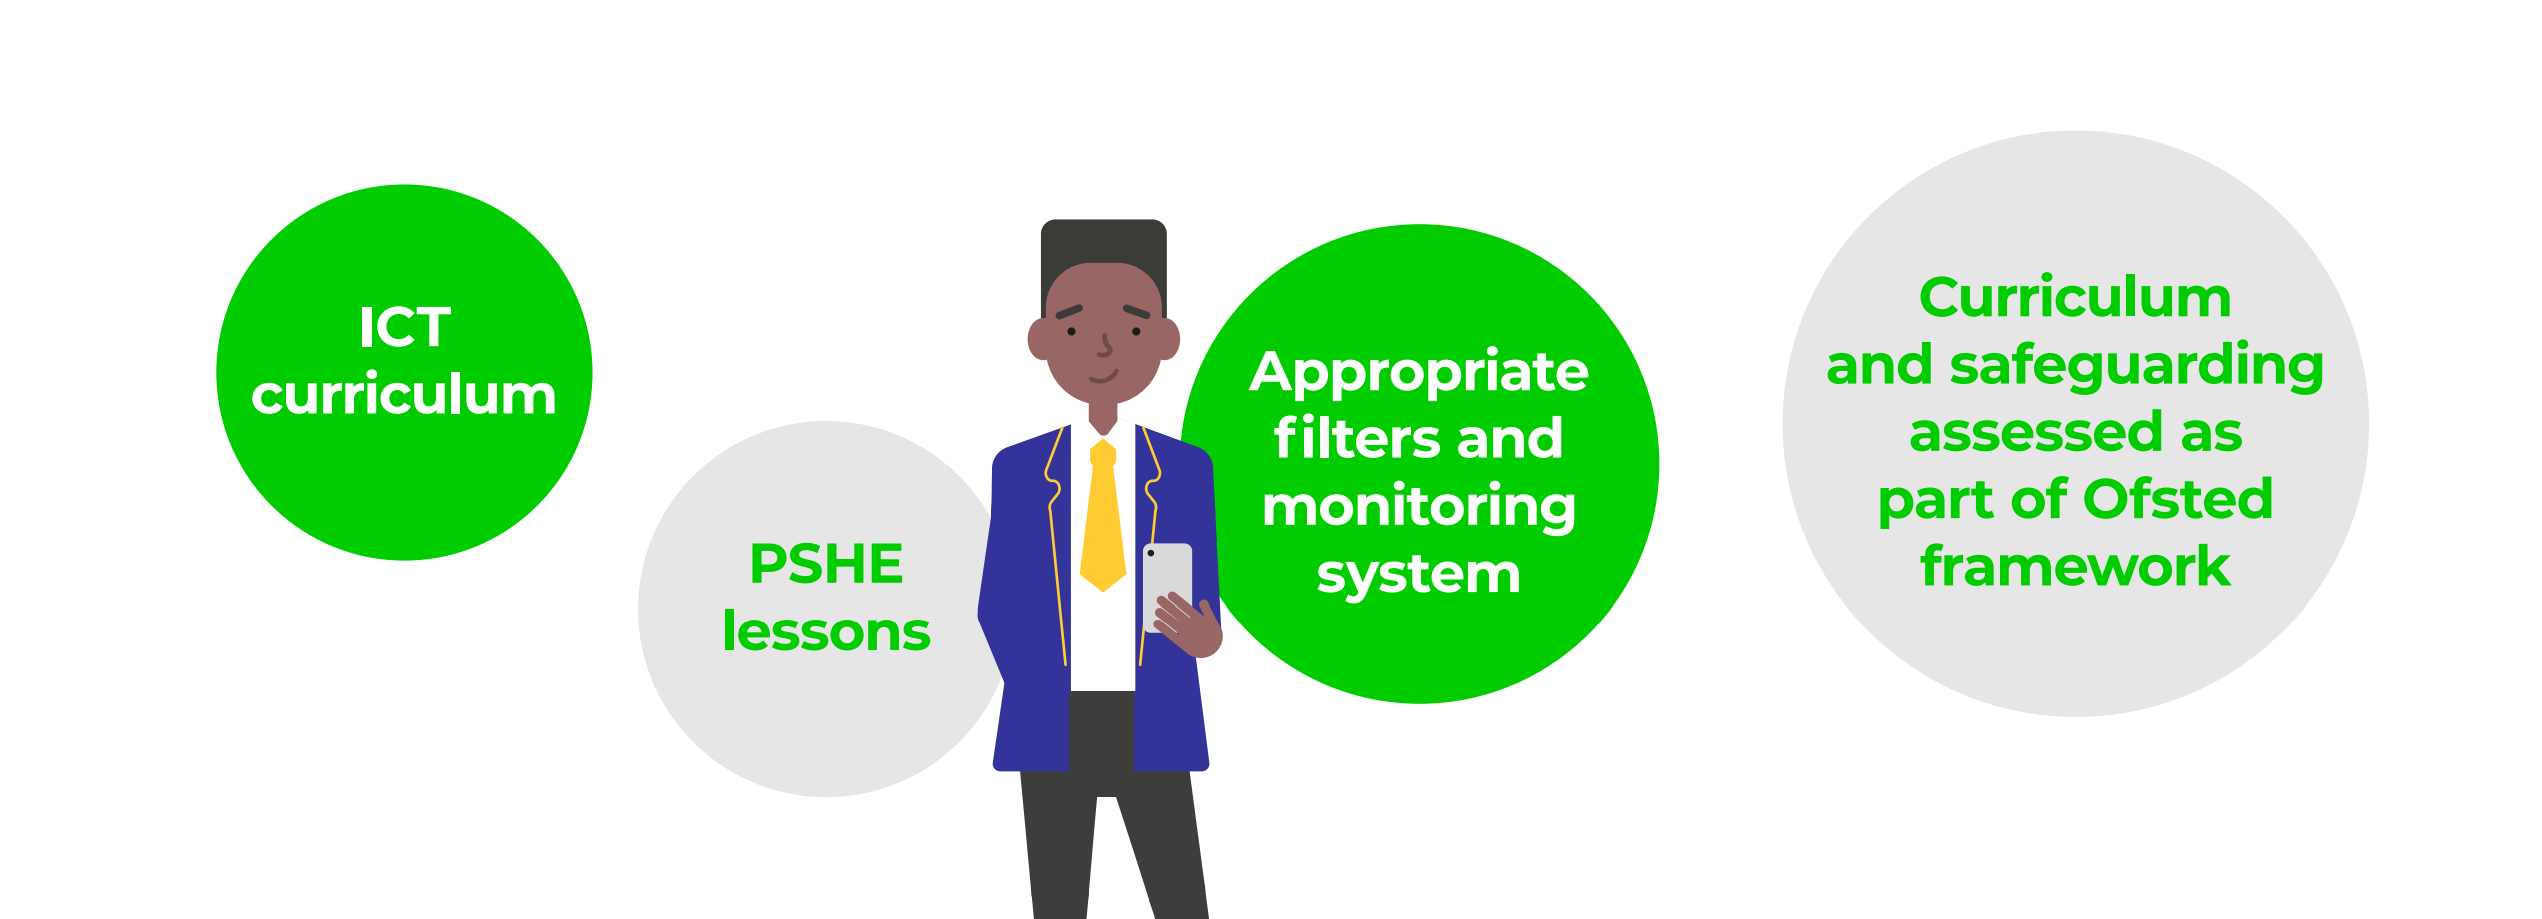 ICT
curriculum
PSHE
lessons
Appropriate
filters and
monitoring
system
Curriculum
and safeguarding
assessed as
part of Ofsted
framework